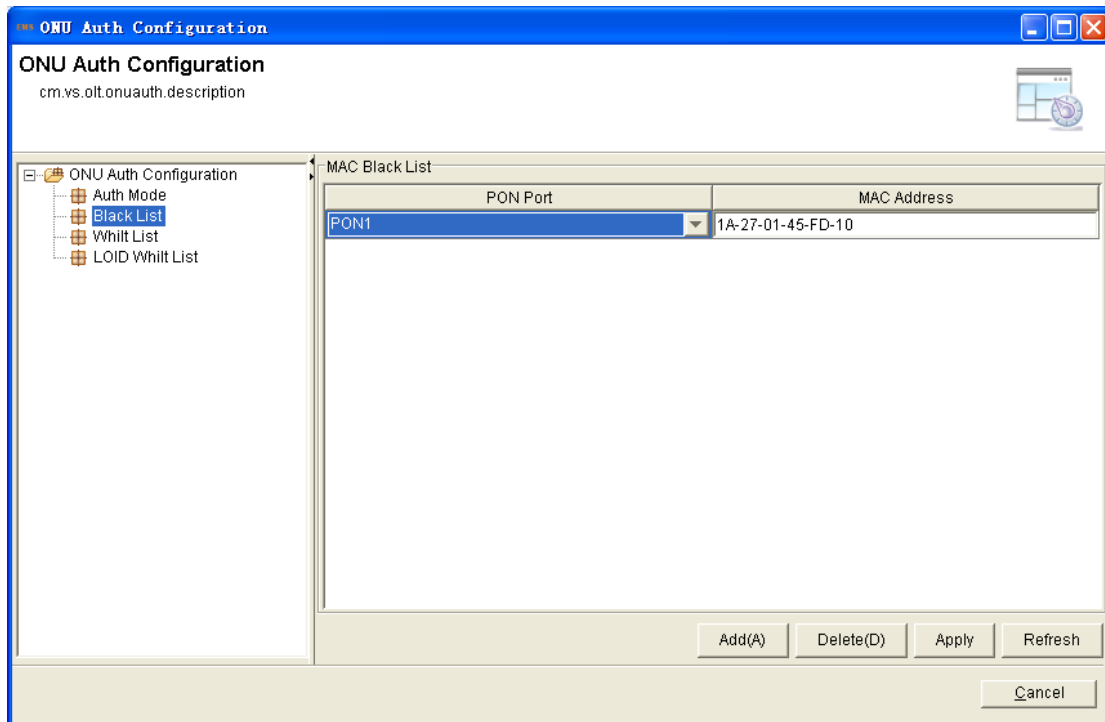 EMS ONU Auth Configuration
ONU Auth Configuration
cm.vs.olt.onuauth.description
ONU Auth Configuration
Auth Mode
Black List
Whilt List
LOID Whilt List
MAC Black List
PON Port MAC Address
PON1 1A-27-01-45-FD-10
Add(A) Delete(D) Apply Refresh
Cancel